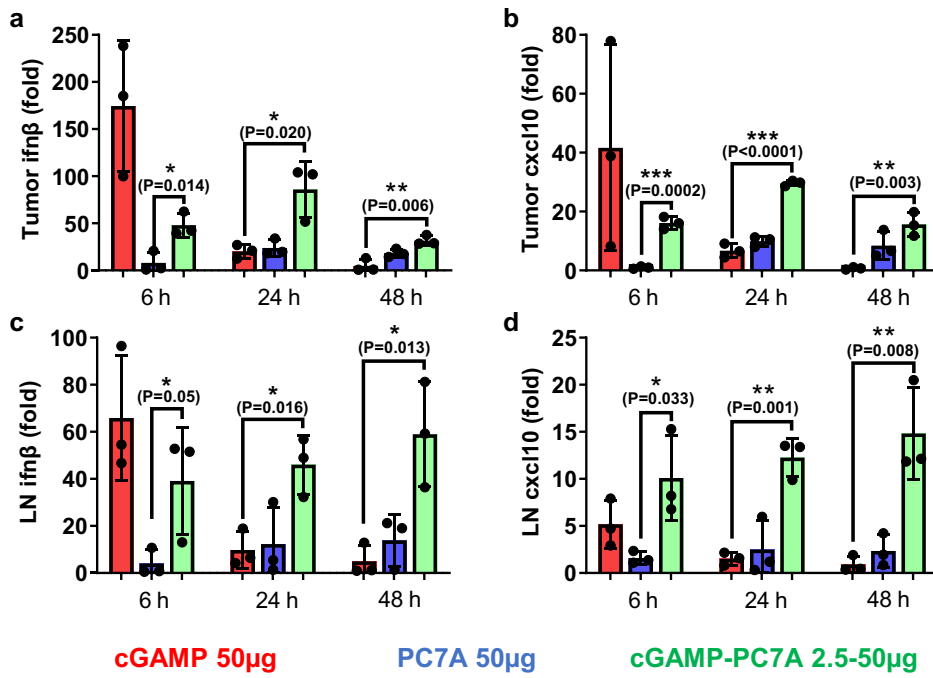 a
Tumor ifnβ (fold)
250
200
150
100
50
0
*
(P=0.014)
*
(P=0.020)
**
(P=0.006)
6 h
24 h
48 h
b
Tumor cxcl10 (fold)
80
60
40
20
0
***
(P=0.0002)
***
(P<0.0001)
**
(P=0.003)
6 h
24 h
48 h
c
LN ifnβ (fold)
100
80
60
40
20
0
*
(P=0.05)
*
(P=0.016)
*
(P=0.013)
6 h
24 h
48 h
d
LN cxcl10 (fold)
25
20
15
10
5
0
*
(P=0.033)
**
(P=0.001)
**
(P=0.008)
6 h
24 h
48 h
cGAMP 50μg
PC7A 50μg
cGAMP-PC7A 2.5-50μg